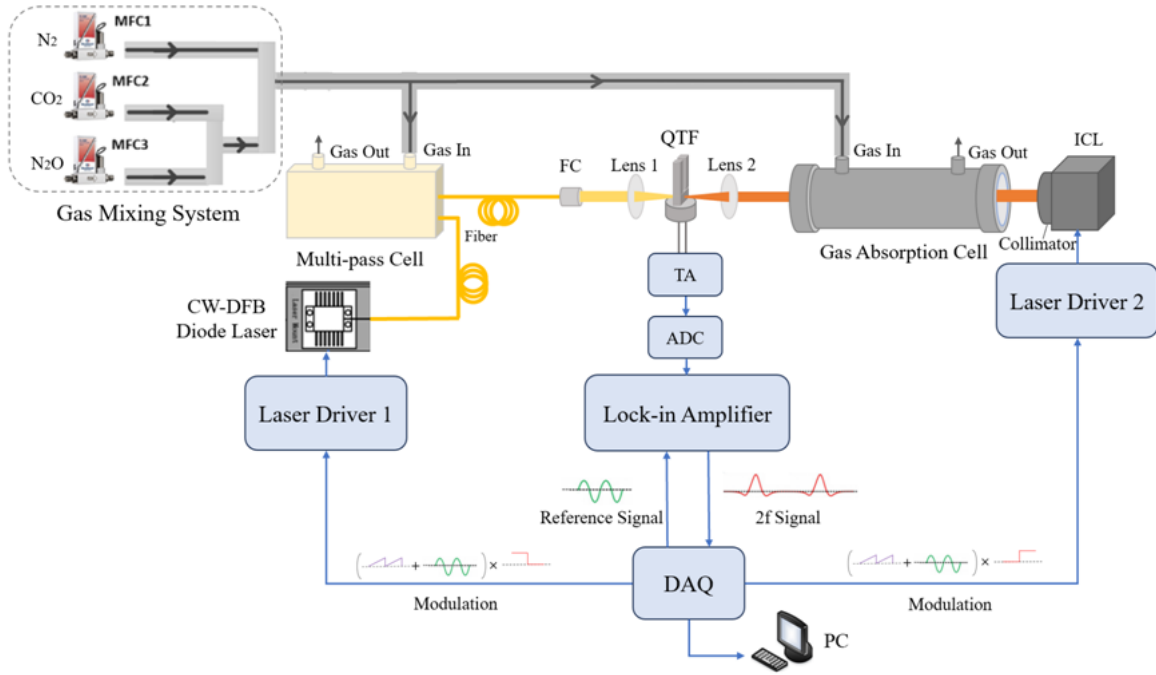 MFC1
N2
MFC2
CO2
MFC3
N2O
Gas Mixing System
Gas Out
Gas In
Multi-pass Cell
Fiber
FC
Lens 1
QTF
Lens 2
Gas In
Gas Out
ICL
Gas Absorption Cell
Collimator
CW-DFB
Diode Laser
Laser Mount
TA
ADC
Laser Driver 1
Lock-in Amplifier
Laser Driver 2
Reference Signal
2f Signal
( + ) ×
Modulation
DAQ
( + ) ×
Modulation
PC